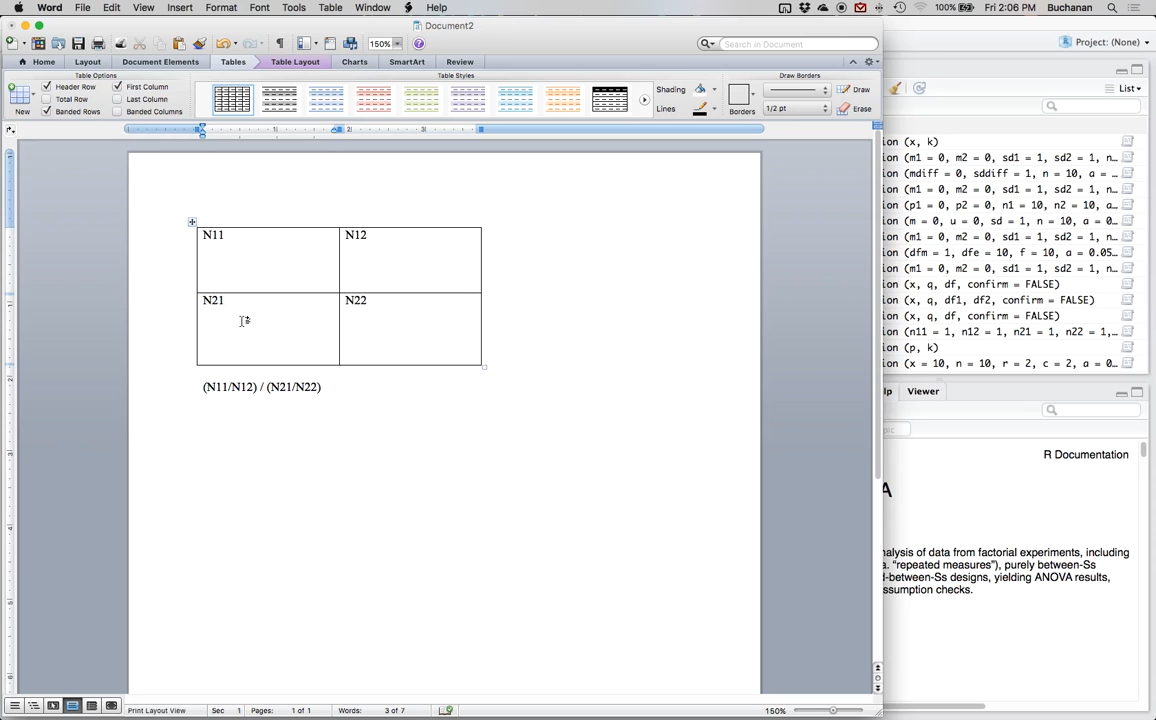 Word File Edit View Insert Format Font Tools Table Window Help 100% Fri 2:06 PM Buchanan
Document2
150% Search in Document
Project: (None)
Home Layout Document Elements Tables Table Layout Charts SmartArt Review
Table Options Table Styles Draw Borders
Header Row First Column
Total Row Last Column
Banded Rows Banded Columns
New
Shading
Lines
Borders
1/2 pt
Draw
Erase
List
N11 N12
N21 N22
(N11/N12) / (N21/N22)
ion (x, k)
ion (m1 = 0, m2 = 0, sd1 = 1, sd2 = 1, n…
ion (mdiff = 0, sddiff = 1, n = 10, a = …
ion (m1 = 0, m2 = 0, sd1 = 1, sd2 = 1, n…
ion (p1 = 0, p2 = 0, n1 = 10, n2 = 10, a…
ion (m = 0, u = 0, sd = 1, n = 10, a = 0…
ion (m1 = 0, m2 = 0, sd1 = 1, sd2 = 1, n…
ion (dfm = 1, dfe = 10, f = 10, a = 0.05…
ion (m1 = 0, m2 = 0, sd1 = 1, sd2 = 1, n…
ion (x, q, df, confirm = FALSE)
ion (x, q, df1, df2, confirm = FALSE)
ion (x, q, df, confirm = FALSE)
ion (n11 = 1, n12 = 1, n21 = 1, n22 = 1,…
ion (p, k)
ion (x = 10, n = 10, r = 2, c = 2, a = 0…
lp Viewer
R Documentation
A
nalysis of data from factorial experiments, including
a. "repeated measures"), purely between-Ss
d-between-Ss designs, yielding ANOVA results,
ssumption checks.
Print Layout View Sec 1 Pages: 1 of 1 Words: 3 of 7 150%